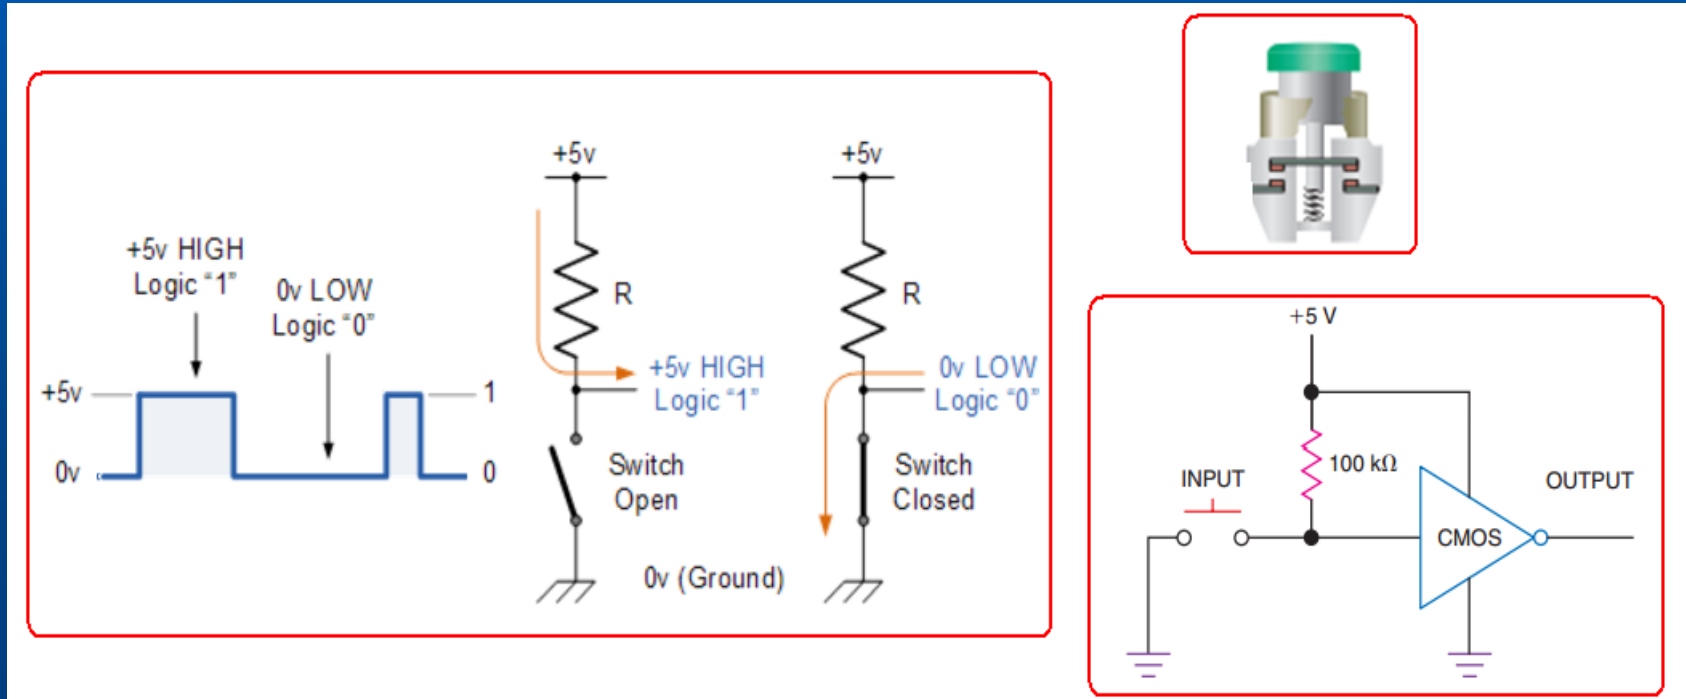 +5v HIGH
Logic “1”
0v LOW
Logic “0”
+5v
0v
1
0
+5v
R
+5v HIGH
Logic “1”
Switch
Open
+5v
R
0v LOW
Logic “0”
Switch
Closed
0v (Ground)
+5 V
100 kΩ
INPUT
CMOS
OUTPUT